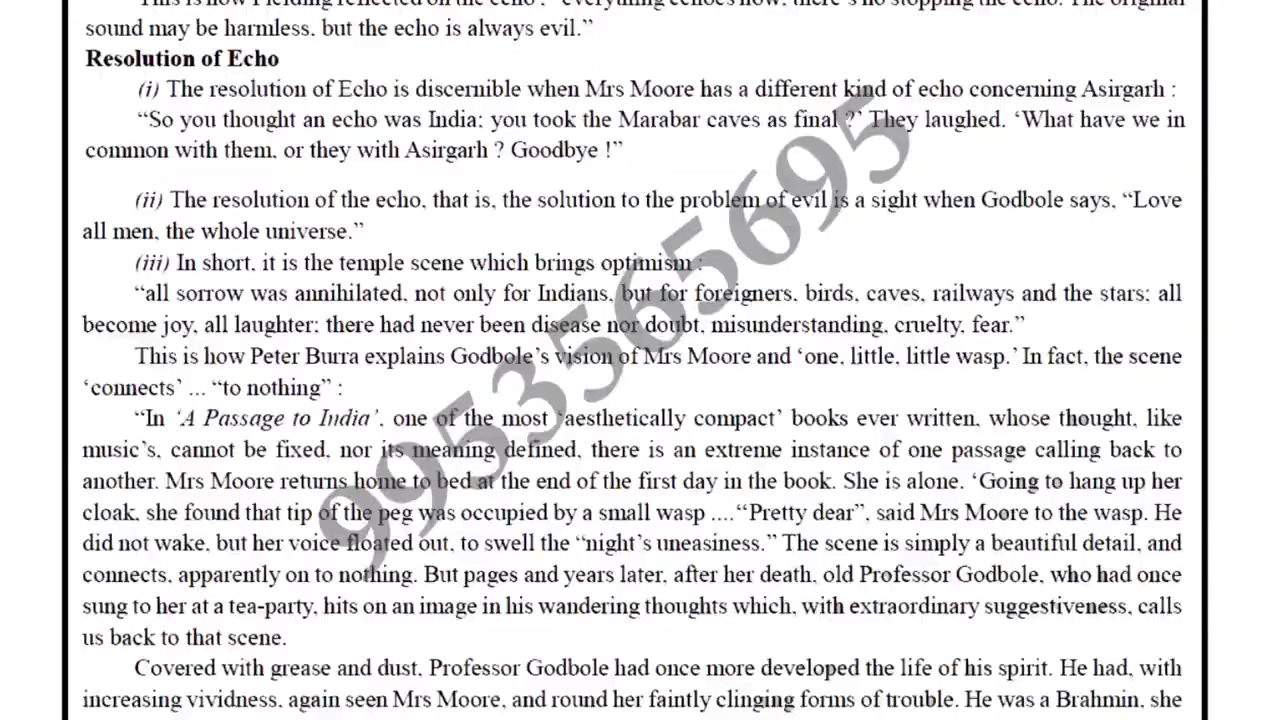 This is how Fielding reflected on the echo : "everything echoes now, there's no stopping the echo. The original
sound may be harmless, but the echo is always evil.”
Resolution of Echo
(i) The resolution of Echo is discernible when Mrs Moore has a different kind of echo concerning Asirgarh :
“So you thought an echo was India; you took the Marabar caves as final ?’ They laughed. ‘What have we in
common with them, or they with Asirgarh ? Goodbye !”
(ii) The resolution of the echo, that is, the solution to the problem of evil is a sight when Godbole says, “Love
all men, the whole universe.”
(iii) In short, it is the temple scene which brings optimism :
“all sorrow was annihilated, not only for Indians, but for foreigners, birds, caves, railways and the stars; all
become joy, all laughter; there had never been disease nor doubt, misunderstanding, cruelty, fear.”
This is how Peter Burra explains Godbole’s vision of Mrs Moore and ‘one, little, little wasp.’ In fact, the scene
‘connects’ ... “to nothing” :
“In ‘A Passage to India’, one of the most ‘aesthetically compact’ books ever written, whose thought, like
music’s, cannot be fixed, nor its meaning defined, there is an extreme instance of one passage calling back to
another. Mrs Moore returns home to bed at the end of the first day in the book. She is alone. ‘Going to hang up her
cloak, she found that tip of the peg was occupied by a small wasp ....“Pretty dear”, said Mrs Moore to the wasp. He
did not wake, but her voice floated out, to swell the “night’s uneasiness.” The scene is simply a beautiful detail, and
connects, apparently on to nothing. But pages and years later, after her death, old Professor Godbole, who had once
sung to her at a tea-party, hits on an image in his wandering thoughts which, with extraordinary suggestiveness, calls
us back to that scene.
Covered with grease and dust, Professor Godbole had once more developed the life of his spirit. He had, with
increasing vividness, again seen Mrs Moore, and round her faintly clinging forms of trouble. He was a Brahmin, she
9953565695